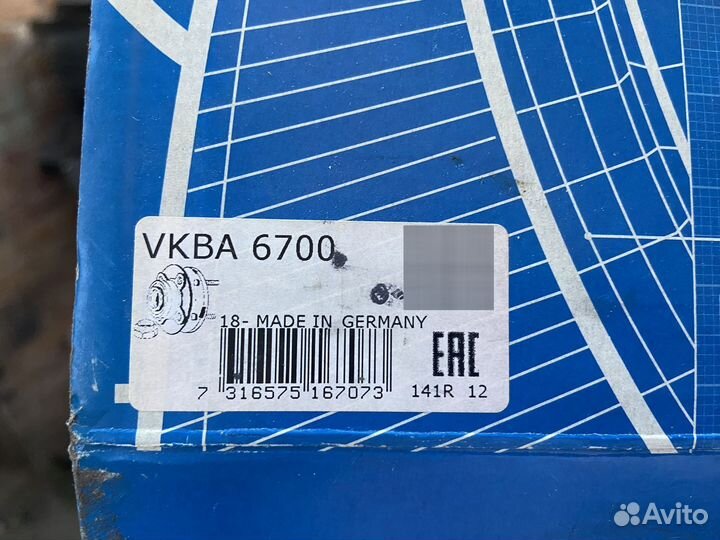 VKBA 6700
18- MADE IN GERMANY
EAC
7 316575 167073
141R 12
Avito